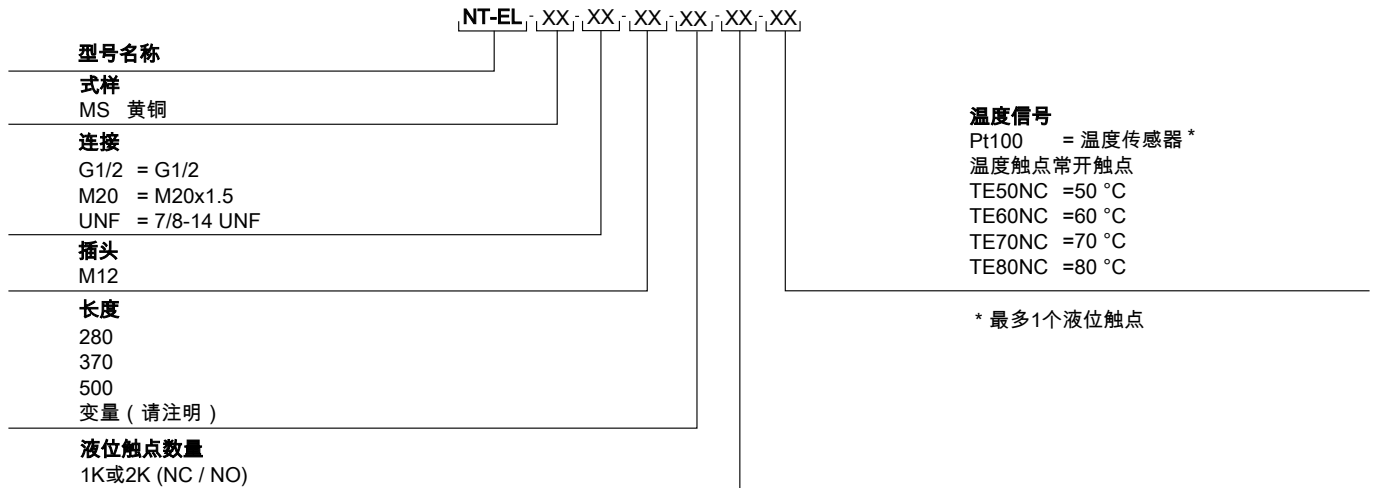 NT-EL - XX - XX - XX - XX - XX - XX
型号名称
式样
MS 黄铜
连接
G1/2 = G1/2
M20 = M20x1.5
UNF = 7/8-14 UNF
插头
M12
长度
280
370
500
变量（请注明）
液位触点数量
1K或2K (NC / NO)
温度信号
Pt100 = 温度传感器 *
温度触点常开触点
TE50NC =50 °C
TE60NC =60 °C
TE70NC =70 °C
TE80NC =80 °C
* 最多1个液位触点